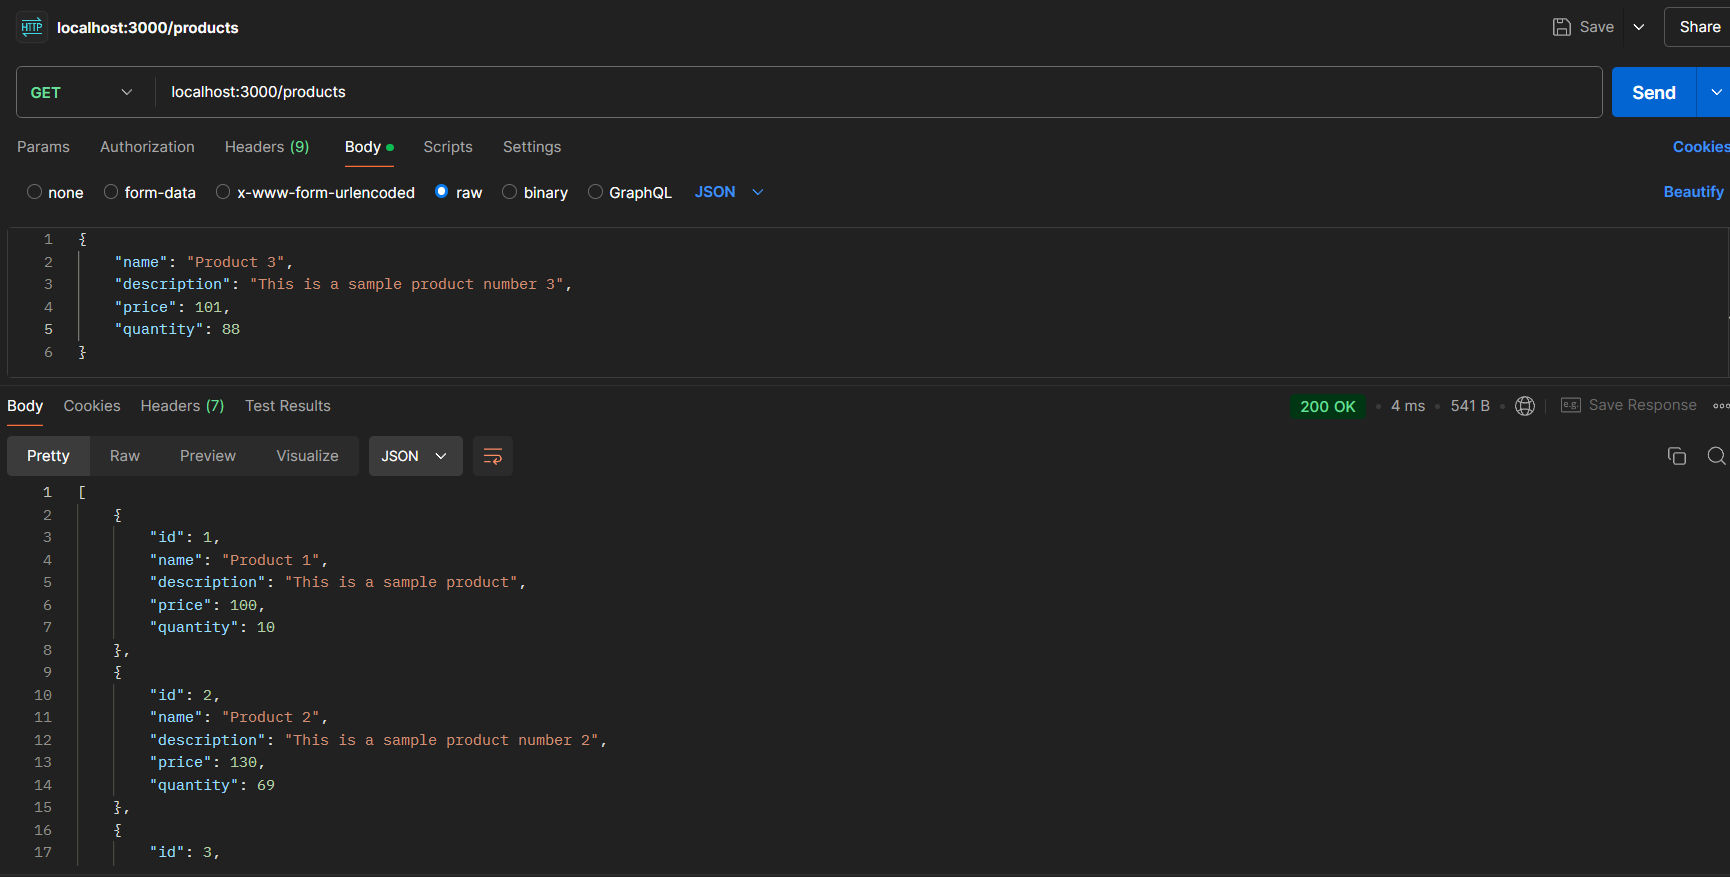 HTTP localhost:3000/products Save Share
GET localhost:3000/products Send
Params Authorization Headers (9) Body Scripts Settings Cookies
none form-data x-www-form-urlencoded raw binary GraphQL JSON Beautify
1 {
2 "name": "Product 3",
3 "description": "This is a sample product number 3",
4 "price": 101,
5 "quantity": 88
6 }
Body Cookies Headers (7) Test Results 200 OK • 4 ms • 541 B • e.g. Save Response
Pretty Raw Preview Visualize JSON
1 [
2 {
3 "id": 1,
4 "name": "Product 1",
5 "description": "This is a sample product",
6 "price": 100,
7 "quantity": 10
8 },
9 {
10 "id": 2,
11 "name": "Product 2",
12 "description": "This is a sample product number 2",
13 "price": 130,
14 "quantity": 69
15 },
16 {
17 "id": 3,